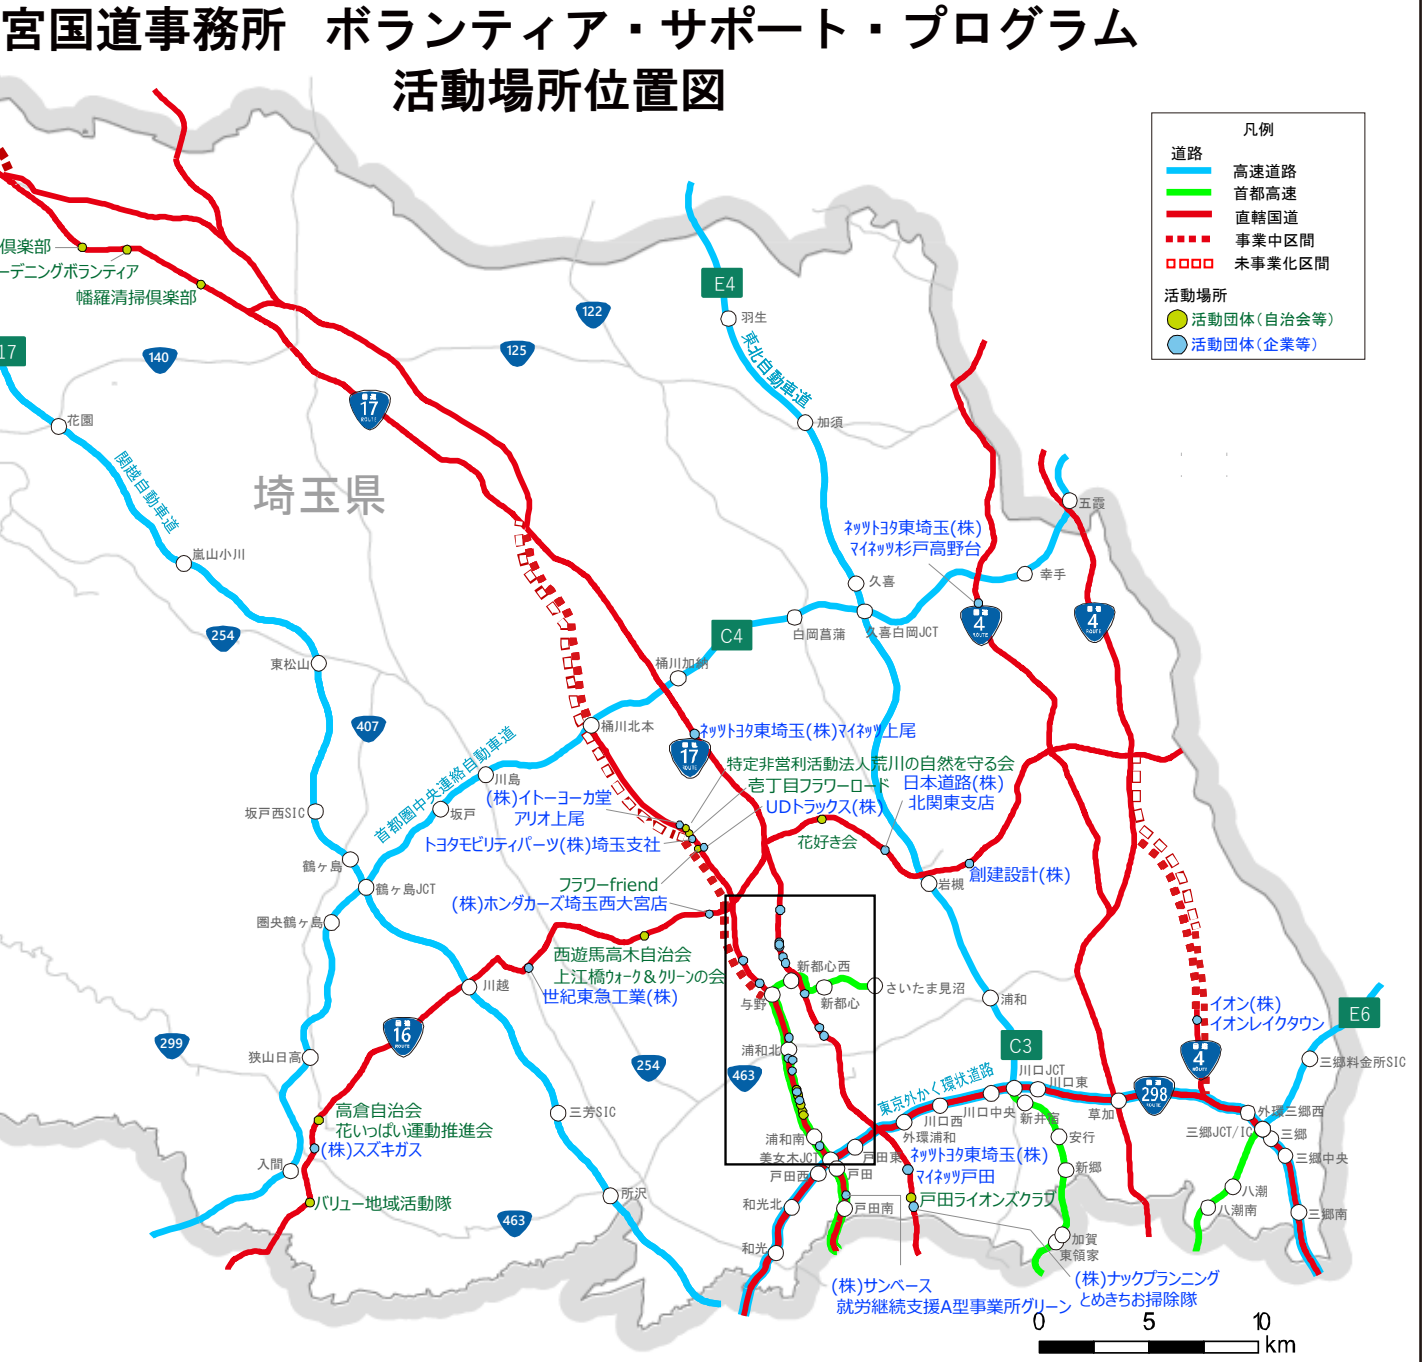 宮国道事務所　ボランティア・サポート・プログラム
活動場所位置図
凡例
道路
高速道路
首都高速
直轄国道
事業中区間
未事業化区間
活動場所
活動団体(自治会等)
活動団体(企業等)
倶楽部
ーデニングボランティア
幡羅清掃倶楽部
17
140
122
125
E4
羽生
東北自動車道
加須
国道
17
ROUTE
花園
関越自動車道
埼玉県
嵐山小川
254
東松山
407
五霞
ネッツトヨタ東埼玉(株)
マイネッツ杉戸高野台
久喜
幸手
国道
4
ROUTE
国道
4
ROUTE
C4
白岡菖蒲
久喜白岡JCT
桶川加納
桶川北本
ネッツトヨタ東埼玉(株)マイネッツ上尾
国道
17
ROUTE
首都圏中央連絡自動車道
川島
坂戸
坂戸西SIC
特定非営利活動法人荒川の自然を守る会
壱丁目フラワーロード
UDトラックス(株)
日本道路(株)
北関東支店
(株)イトーヨーカ堂
アリオ上尾
トヨタモビリティパーツ(株)埼玉支社
花好き会
創建設計(株)
岩槻
鶴ヶ島
鶴ヶ島JCT
圏央鶴ヶ島
フラワーfriend
(株)ホンダカーズ埼玉西大宮店
西遊馬高木自治会
上江橋ウォーク&クリーンの会
世紀東急工業(株)
川越
新都心西
新都心
さいたま見沼
与野
浦和
イオン(株)
イオンレイクタウン
E6
国道
16
ROUTE
299
狭山日高
254
463
浦和北
C3
国道
4
ROUTE
三郷料金所SIC
東京外かく環状道路
川口JCT
川口東
川口中央
新井宿
川口西
国道
298
ROUTE
草加
外環三郷西
三郷JCT/IC
三郷
三郷中央
三芳SIC
高倉自治会
花いっぱい運動推進会
(株)スズキガス
入間
バリュー地域活動隊
浦和南
美女木JCT
戸田西
戸田
戸田東
外環浦和
安行
新郷
ネッツトヨタ東埼玉(株)
マイネッツ戸田
戸田ライオンズクラブ
所沢
463
和光北
戸田南
和光
八潮
八潮南
三郷南
加賀
東領家
(株)サンベース
就労継続支援A型事業所グリーン
(株)ナックプランニング
とめきちお掃除隊
0
5
10
km